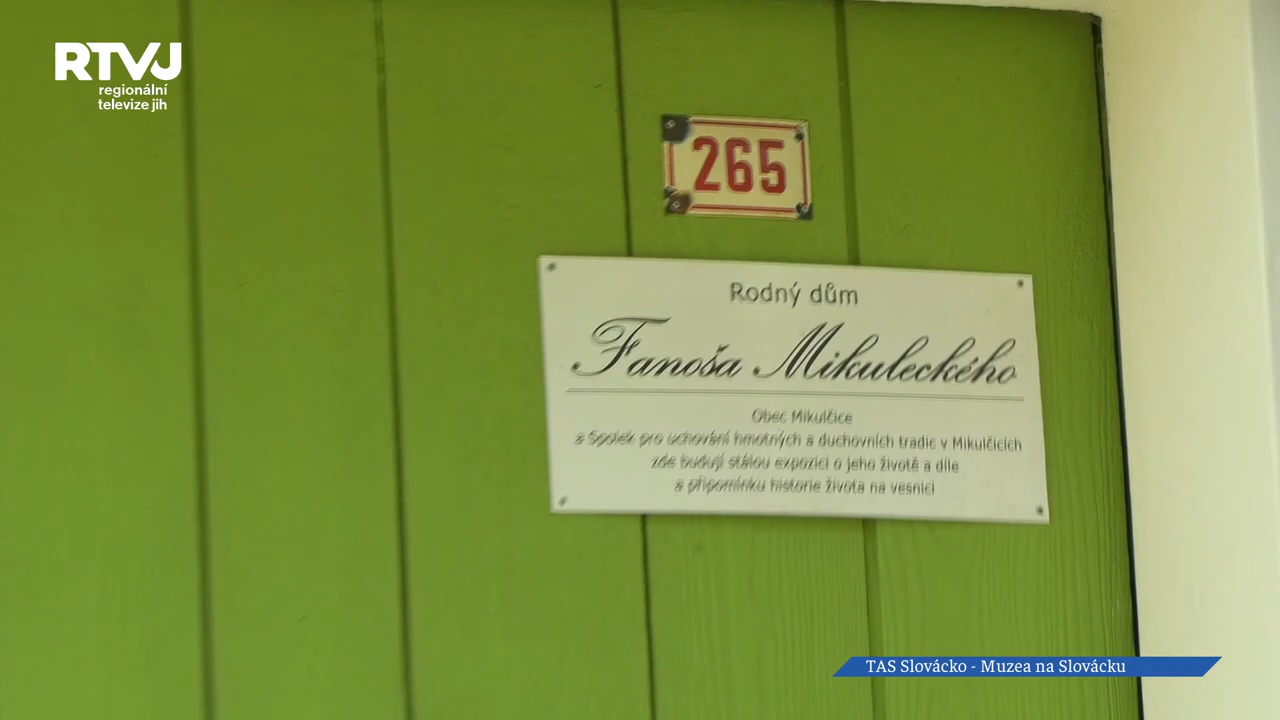 RTVJ
regionální
televize jih
265
Rodný dům
Fanoša Mikuleckého
Obec Mikulčice
a Spolek pro uchování hmotných a duchovních tradic v Mikulčicích
zde budují stálou expozici o jeho životě a díle
a připomínku historie života na vesnici
TAS Slovácko - Muzea na Slovácku